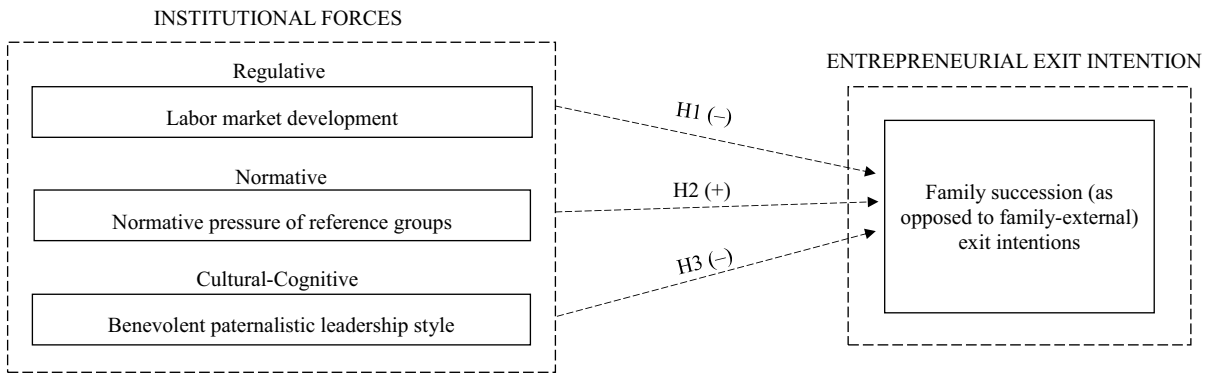 INSTITUTIONAL FORCES
Regulative
Labor market development
Normative
Normative pressure of reference groups
Cultural-Cognitive
Benevolent paternalistic leadership style
H1 (–)
H2 (+)
H3 (–)
ENTREPRENEURIAL EXIT INTENTION
Family succession (as
opposed to family-external)
exit intentions